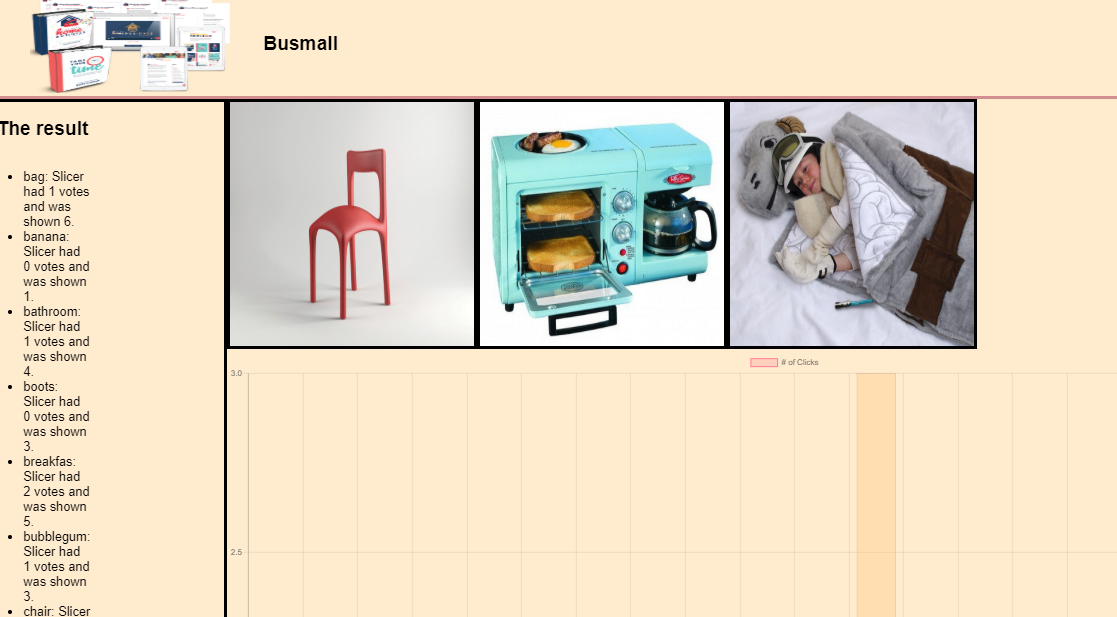 Busmall
The result
bag: Slicer
had 1 votes
and was
shown 6.
banana:
Slicer had
0 votes and
was shown
1.
bathroom:
Slicer had
1 votes and
was shown
4.
boots:
Slicer had
0 votes and
was shown
3.
breakfas:
Slicer had
2 votes and
was shown
5.
bubblegum:
Slicer had
1 votes and
was shown
3.
chair: Slicer
# of Clicks
3.0
2.5